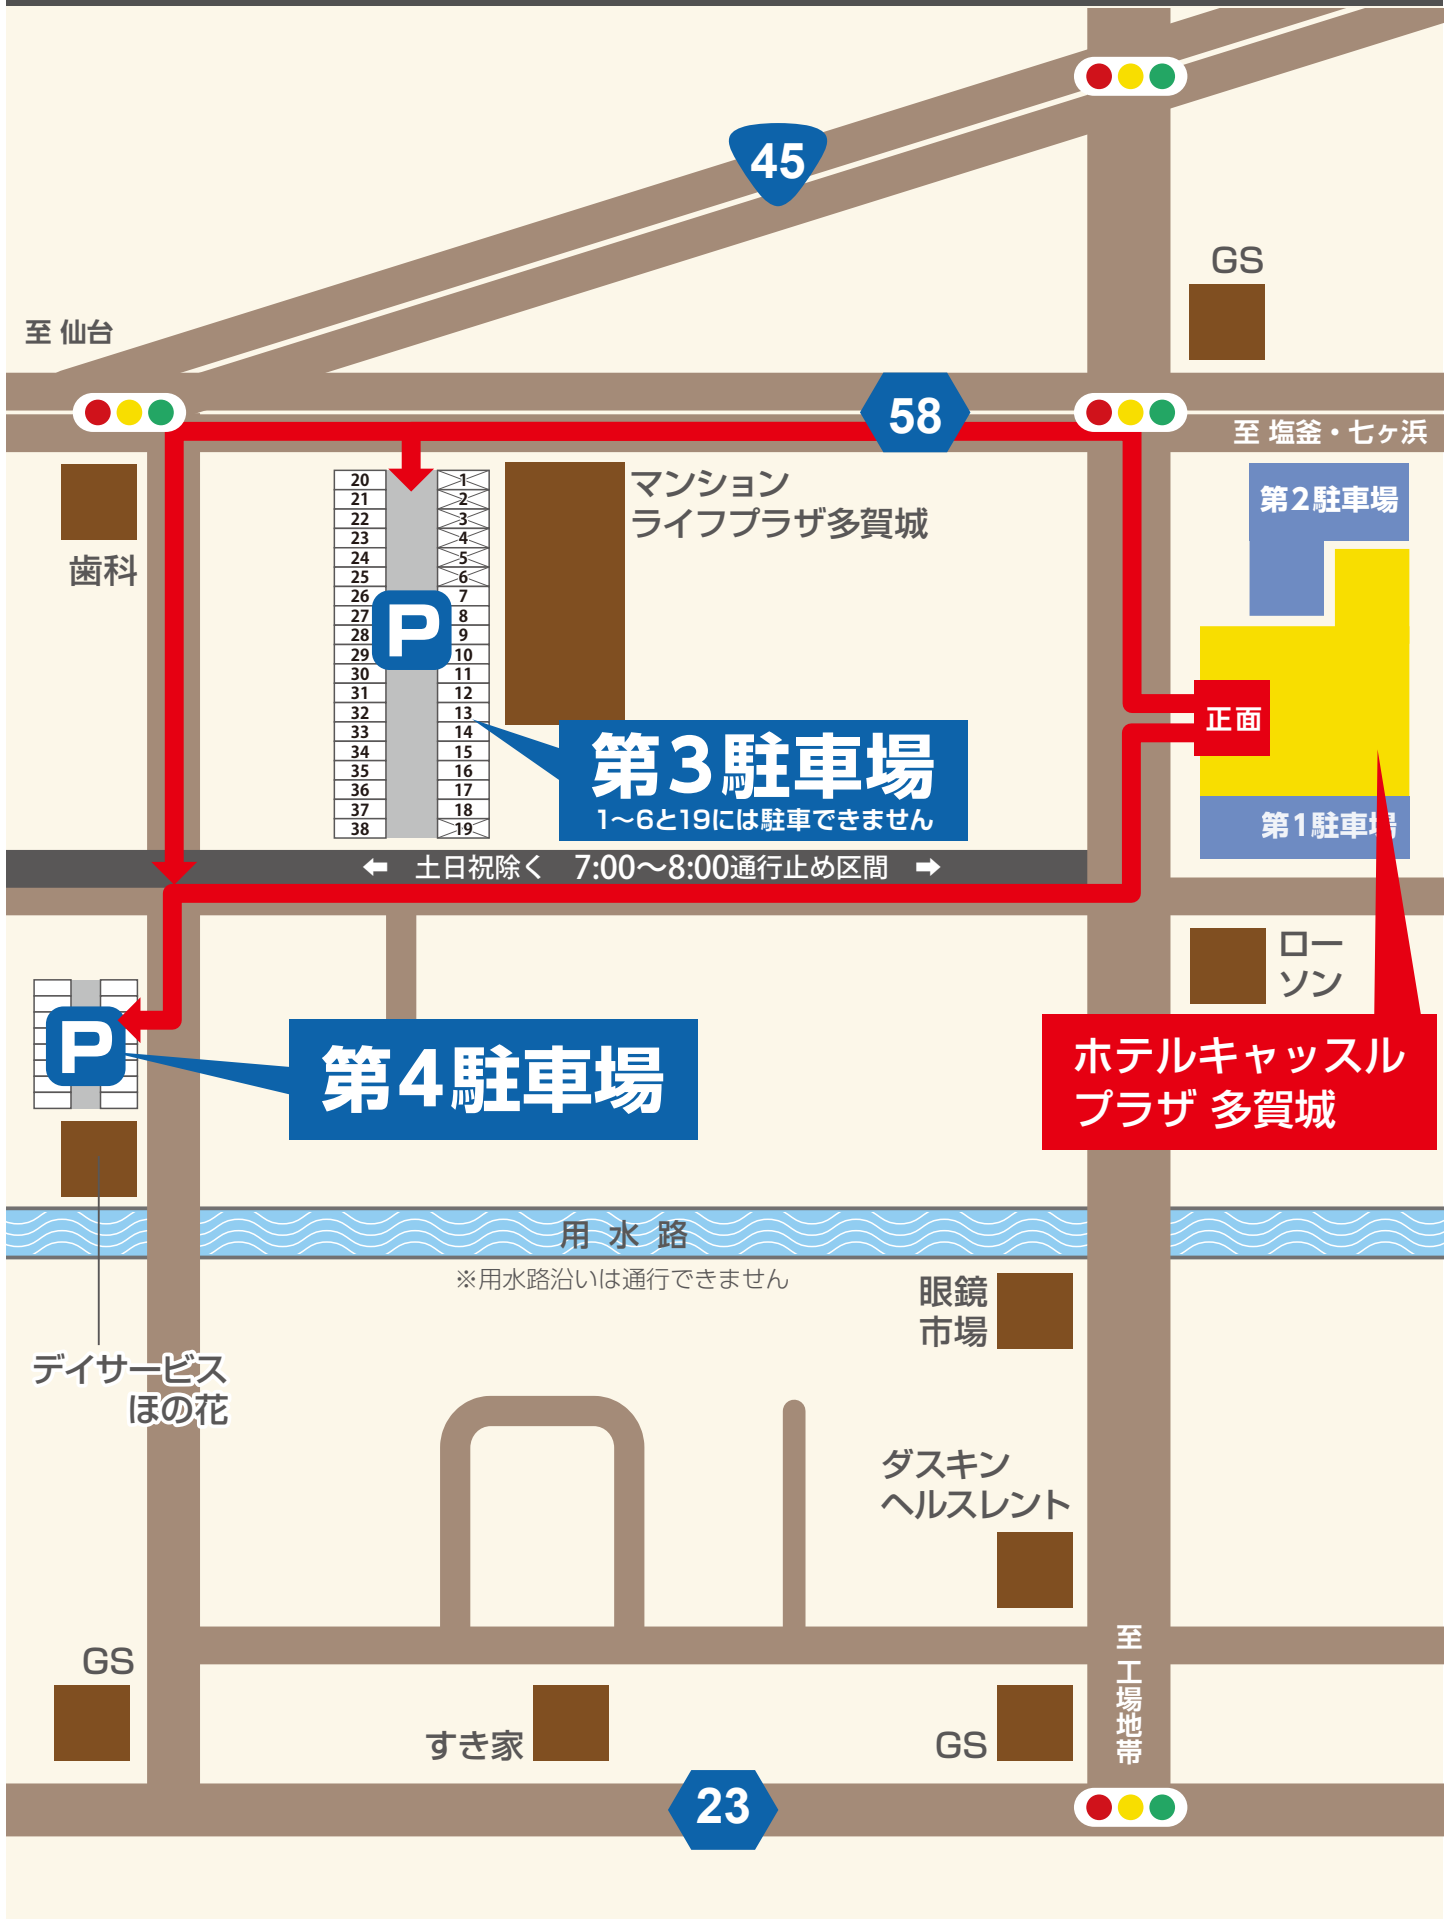 45
GS
至 仙台
58
至 塩釜・七ヶ浜
歯科
20
21
22
23
24
25
26
27
28
29
30
31
32
33
34
35
36
37
38
1
2
3
4
5
6
7
8
9
10
11
12
13
14
15
16
17
18
19
P
マンション
ライフプラザ多賀城
第2駐車場
正面
第1駐車場
第3駐車場
1～6と19には駐車できません
← 土日祝除く 7:00～8:00通行止め区間 →
ロー
ソン
P
第4駐車場
ホテルキャッスル
プラザ 多賀城
用 水 路
※用水路沿いは通行できません
眼鏡
市場
デイサービス
ほの花
ダスキン
ヘルスレント
至 工場地帯
GS
すき家
GS
23